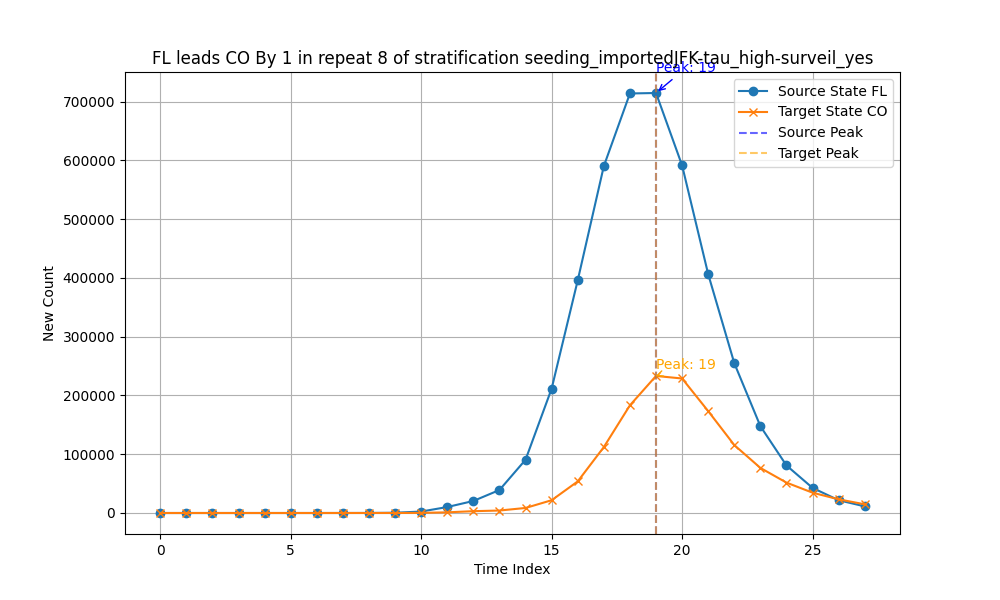 FL leads CO By 1 in repeat 8 of stratification seeding_importedJFK-tau_high-surveil_yes
Peak: 19
Source State FL
Target State CO
Source Peak
Target Peak
Peak: 19
700000
600000
500000
400000
300000
200000
100000
0
New Count
0 5 10 15 20 25
Time Index